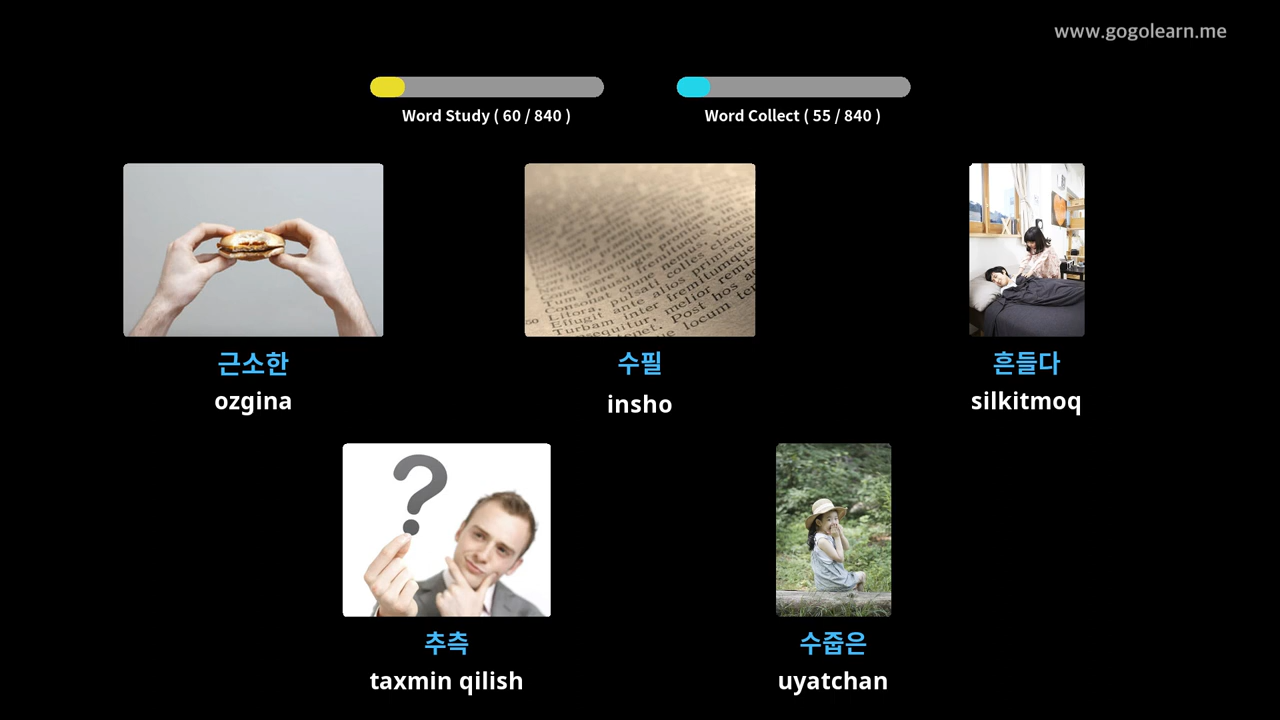 www.gogolearn.me
Word Study ( 60 / 840 )
Word Collect ( 55 / 840 )
근소한
ozgina
수필
insho
흔들다
silkitmoq
추측
taxmin qilish
수줍은
uyatchan